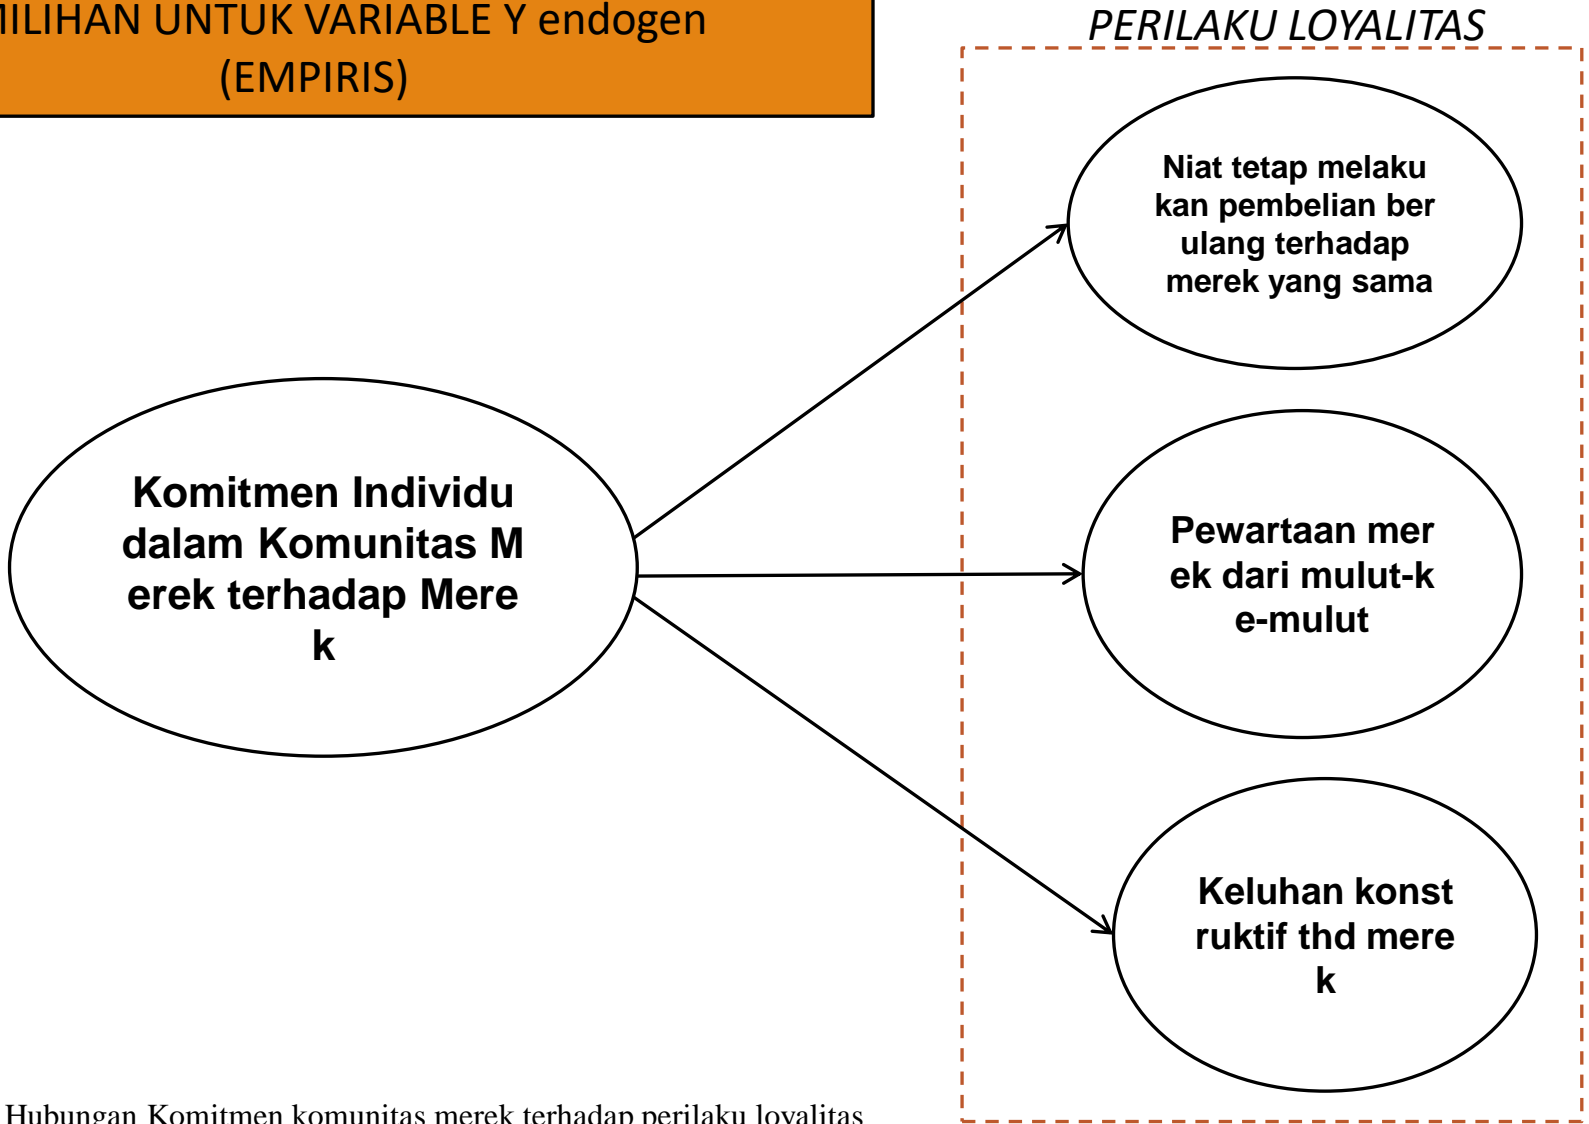 MILIHAN UNTUK VARIABLE Y endogen
(EMPIRIS)
PERILAKU LOYALITAS
Niat tetap melaku
kan pembelian ber
ulang terhadap
merek yang sama
Komitmen Individu
dalam Komunitas M
erek terhadap Mere
k
Pewartaan mer
ek dari mulut-k
e-mulut
Keluhan konst
ruktif thd mere
k
Hubungan Komitmen komunitas merek terhadap perilaku loyalitas